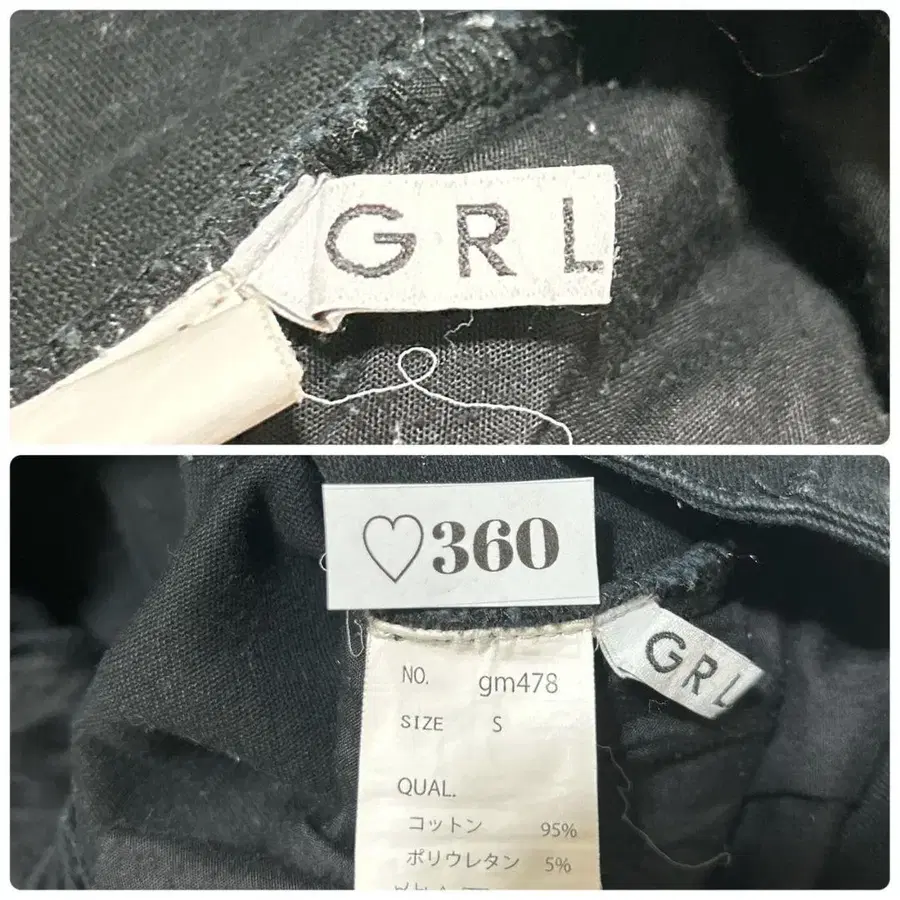 GRL
♡360
GRL
NO. gm478
SIZE S
QUAL.
コットン 95%
ポリウレタン 5%